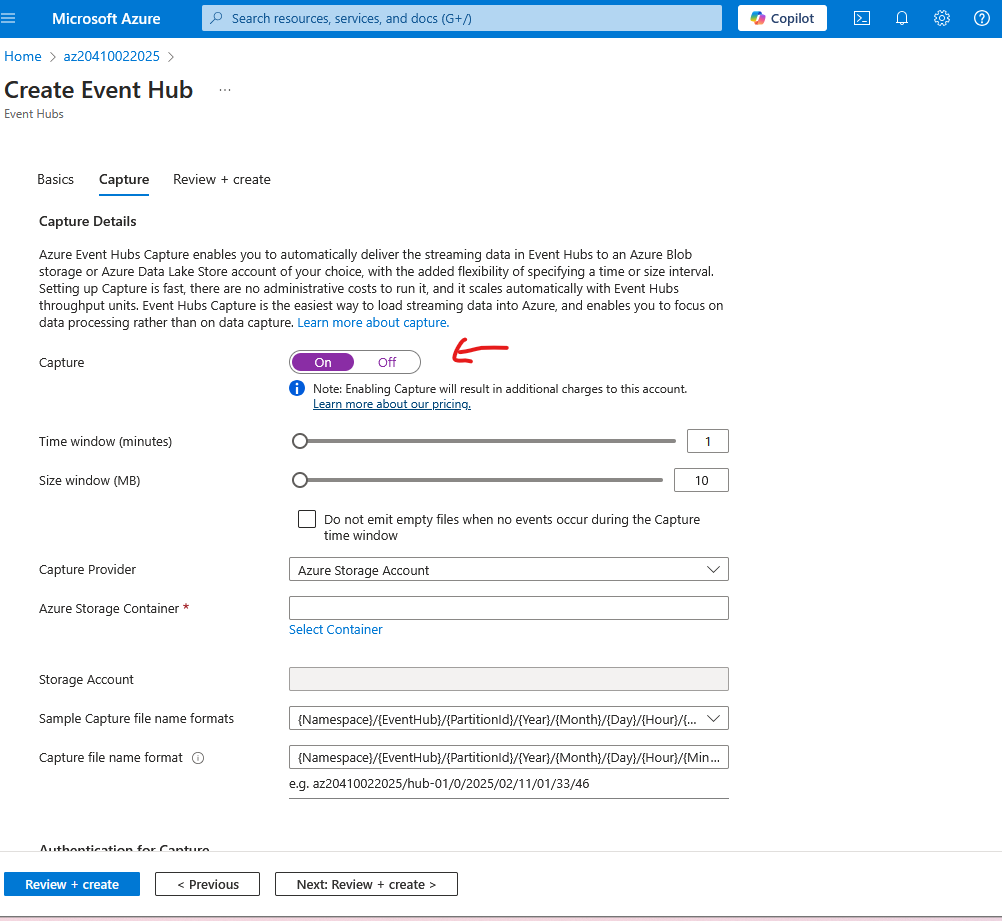 Microsoft Azure
Search resources, services, and docs (G+/)
Copilot
Home > az20410022025 >
Create Event Hub ...
Event Hubs
Basics Capture Review + create
Capture Details
Azure Event Hubs Capture enables you to automatically deliver the streaming data in Event Hubs to an Azure Blob
storage or Azure Data Lake Store account of your choice, with the added flexibility of specifying a time or size interval.
Setting up Capture is fast, there are no administrative costs to run it, and it scales automatically with Event Hubs
throughput units. Event Hubs Capture is the easiest way to load streaming data into Azure, and enables you to focus on
data processing rather than on data capture. Learn more about capture.
Capture On Off
Note: Enabling Capture will result in additional charges to this account.
Learn more about our pricing.
Time window (minutes) 1
Size window (MB) 10
Do not emit empty files when no events occur during the Capture
time window
Capture Provider Azure Storage Account
Azure Storage Container *
Select Container
Storage Account
Sample Capture file name formats {Namespace}/{EventHub}/{PartitionId}/{Year}/{Month}/{Day}/{Hour}/{...
Capture file name format {Namespace}/{EventHub}/{PartitionId}/{Year}/{Month}/{Day}/{Hour}/{Min...
e.g. az20410022025/hub-01/0/2025/02/11/01/33/46
Authentication for Capture
Review + create < Previous Next: Review + create >